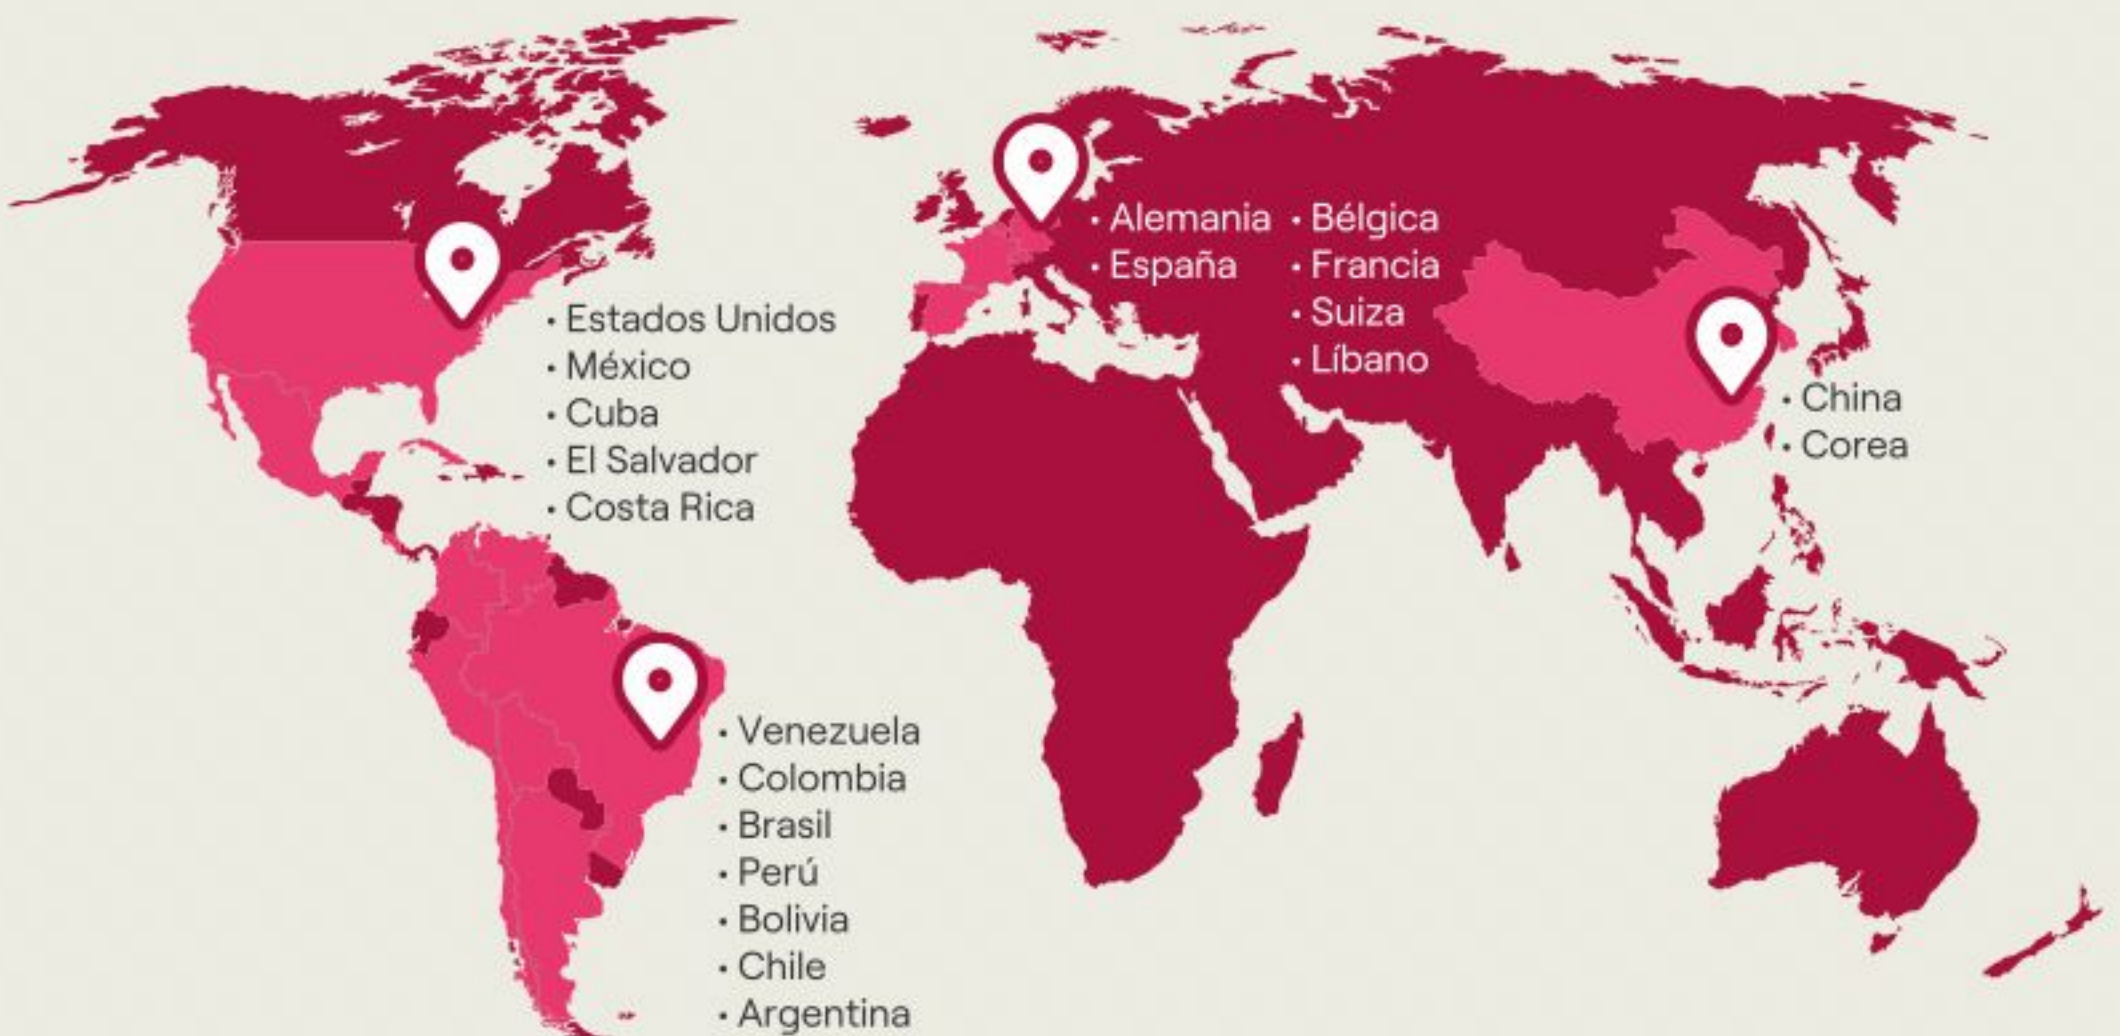 • Alemania
• España
• Bélgica
• Francia
• Suiza
• Líbano
• Estados Unidos
• México
• Cuba
• El Salvador
• Costa Rica
• China
• Corea
• Venezuela
• Colombia
• Brasil
• Perú
• Bolivia
• Chile
• Argentina